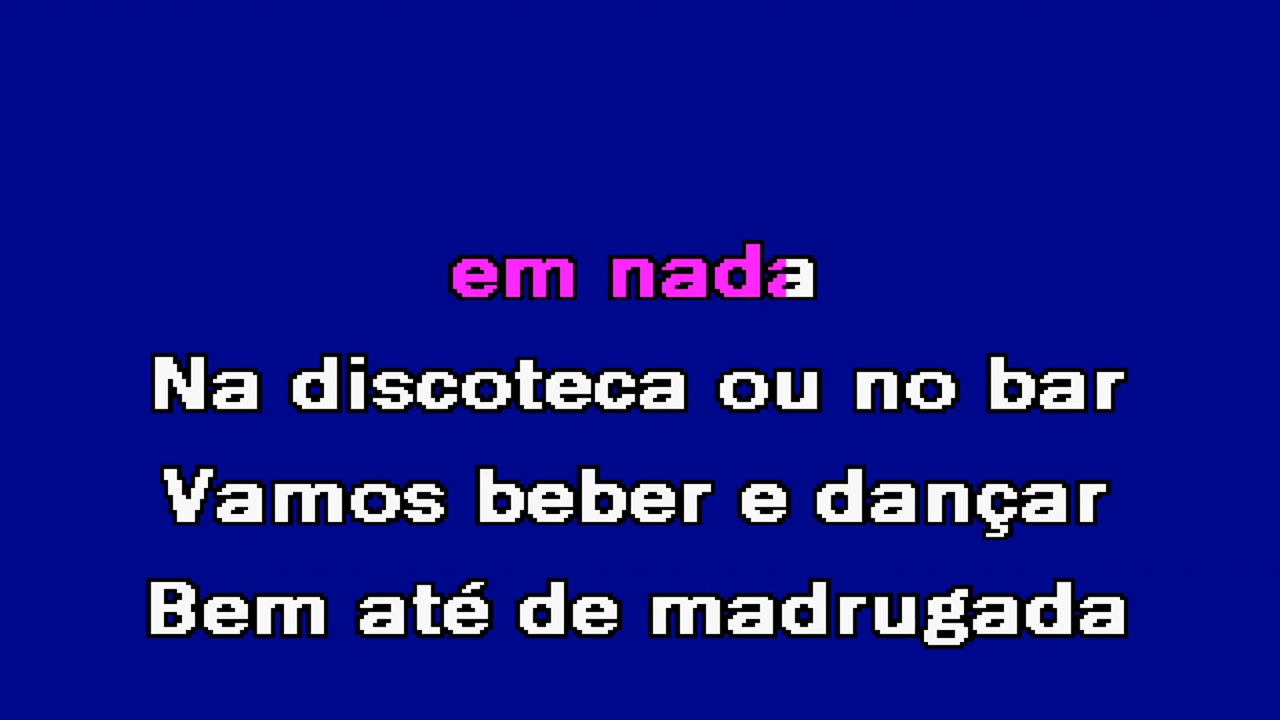 em nada
Na discoteca ou no bar
Vamos beber e dançar
Bem até de madrugada